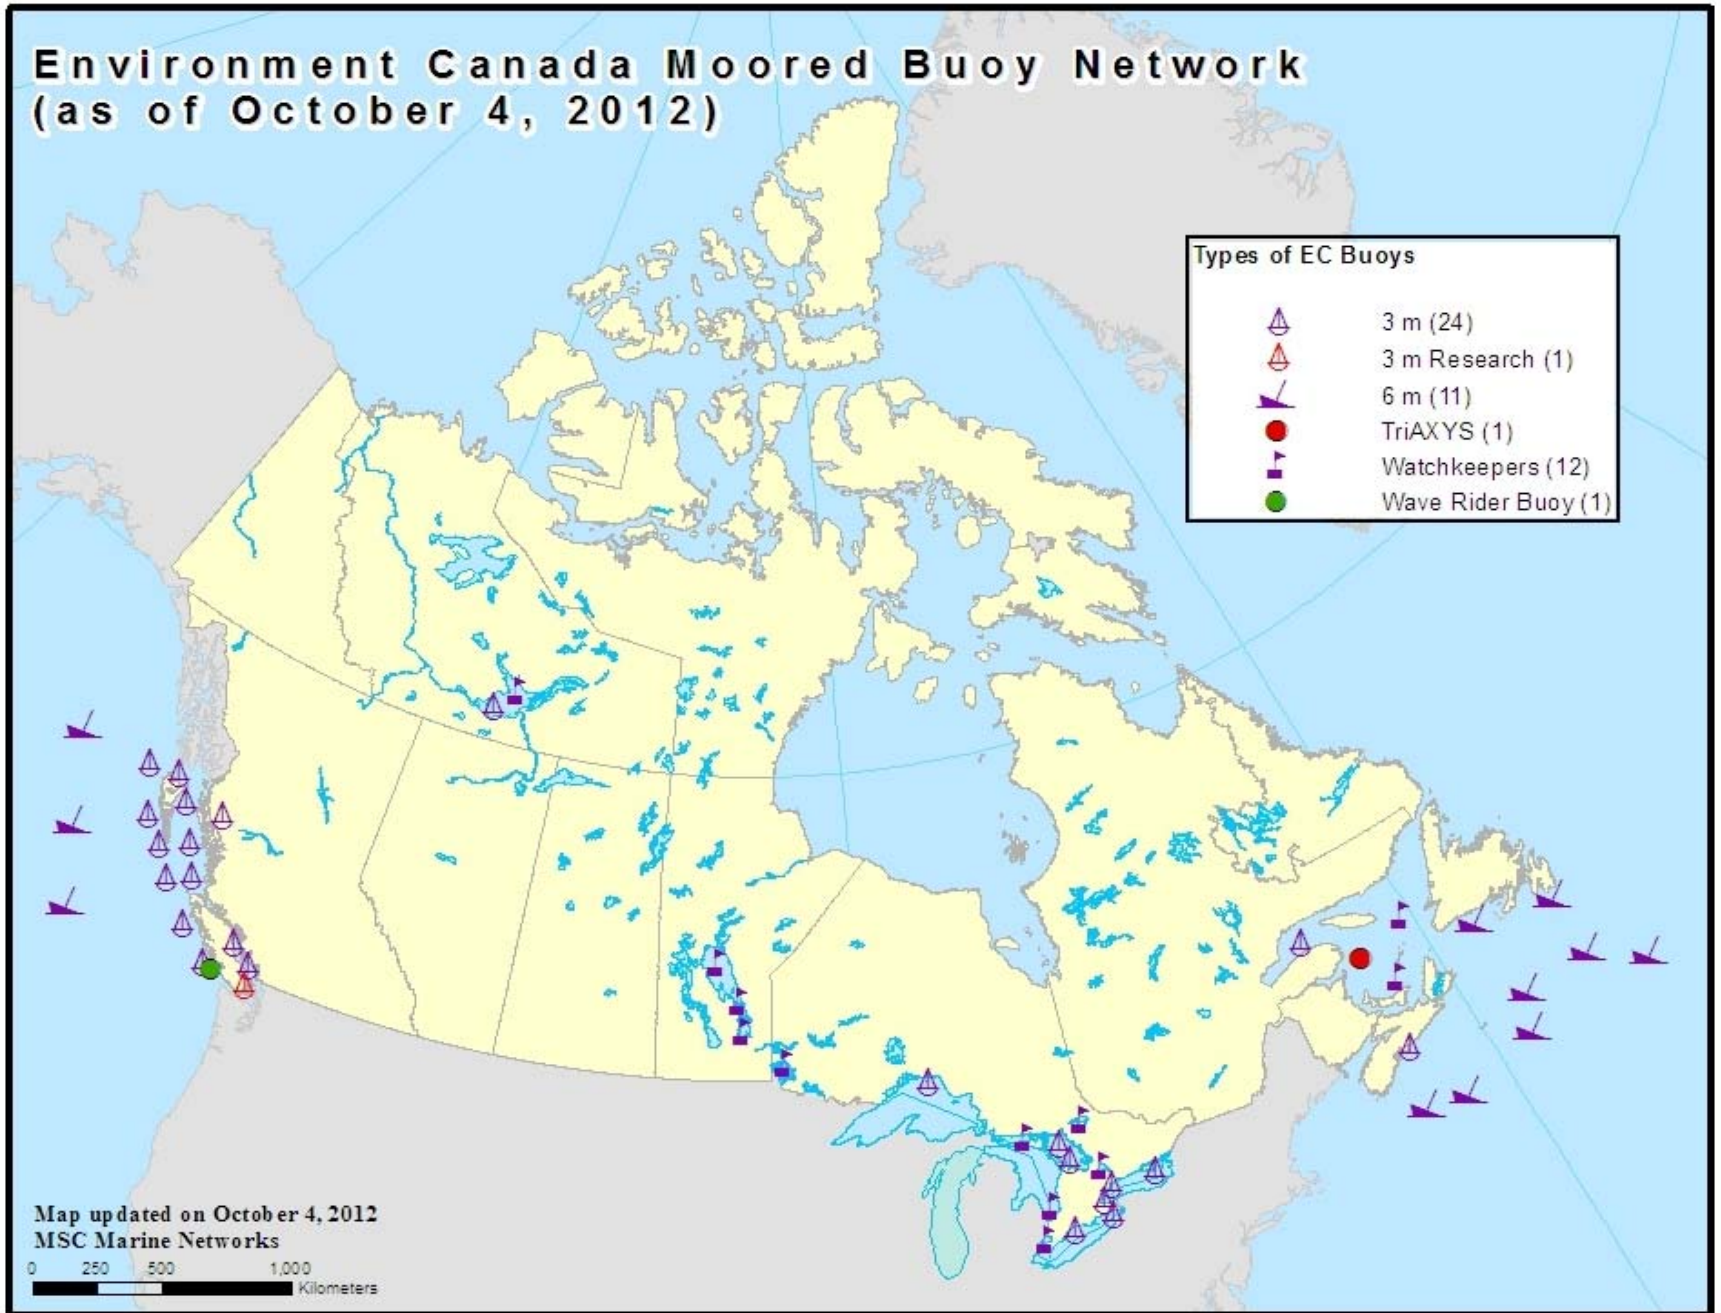 Environment Canada Moored Buoy Network
(as of October 4, 2012)
Types of EC Buoys
3 m (24)
3 m Research (1)
6 m (11)
TriAXYS (1)
Watchkeepers (12)
Wave Rider Buoy (1)
Map updated on October 4, 2012
MSC Marine Networks
0 250 500 1,000
Kilometers